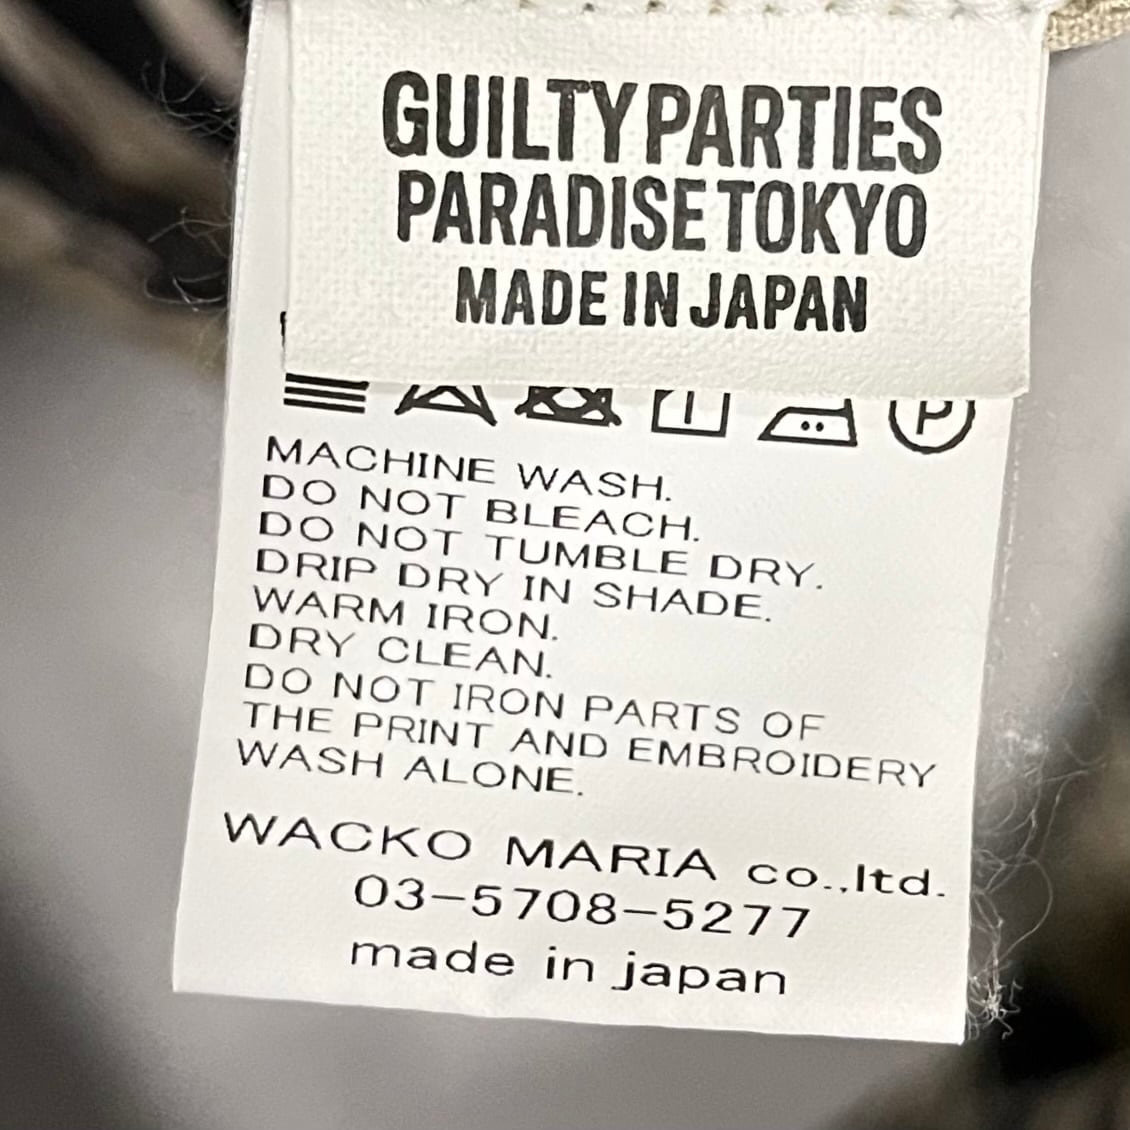 GUILTY PARTIES
PARADISE TOKYO
MADE IN JAPAN
P
MACHINE WASH.
DO NOT BLEACH.
DO NOT TUMBLE DRY.
DRIP DRY IN SHADE.
WARM IRON.
DRY CLEAN.
DO NOT IRON PARTS OF
THE PRINT AND EMBROIDERY
WASH ALONE.
WACKO MARIA co.,ltd.
03-5708-5277
made in japan